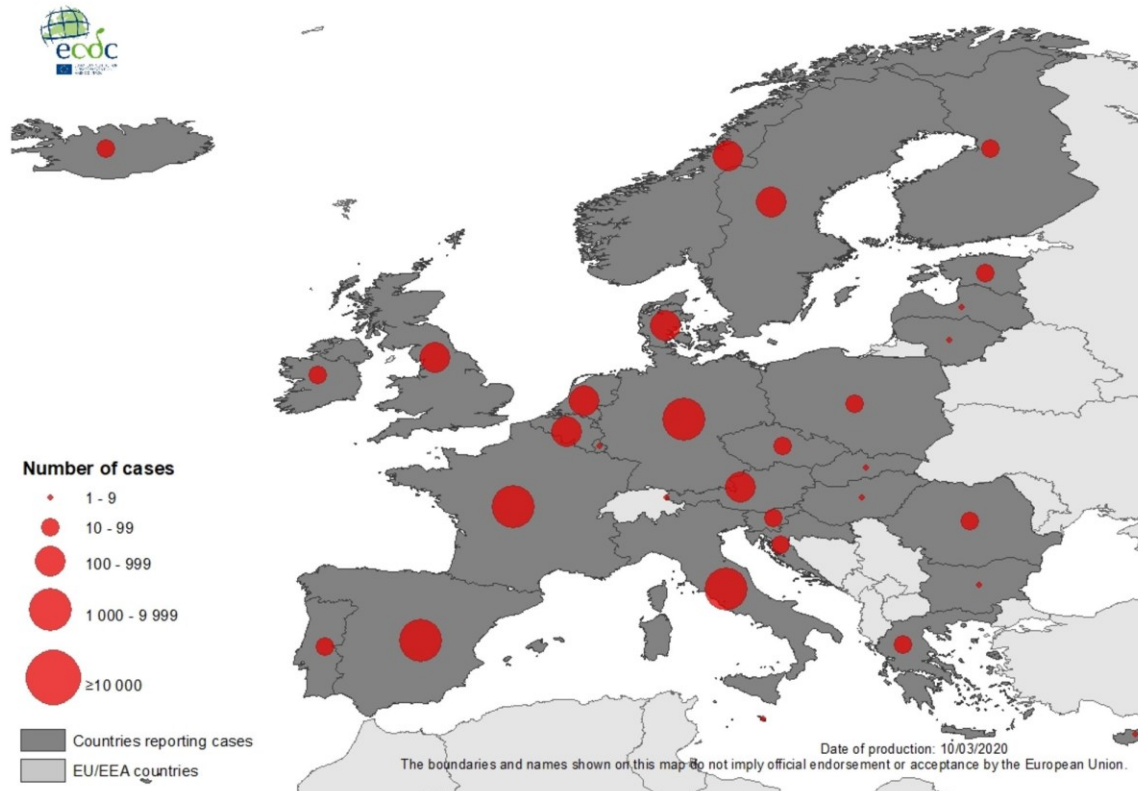 ecdc
Number of cases
1 - 9
10 - 99
100 - 999
1 000 - 9 999
≥10 000
Countries reporting cases
EU/EEA countries
Date of production: 10/03/2020
The boundaries and names shown on this map do not imply official endorsement or acceptance by the European Union.